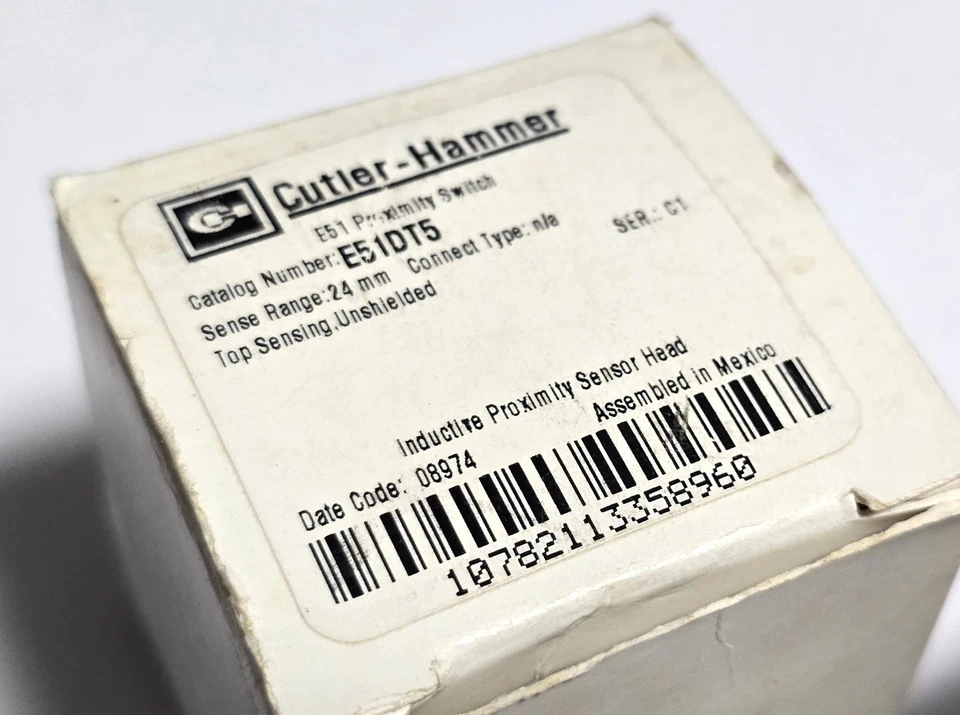 Cutler-Hammer
E51 Proximity Switch
Catalog Number: E51DT5
SER.: C1
Sense Range:24 mm Connect Type: n/a
Top Sensing,Unshielded
Inductive Proximity Sensor Head
Assembled in Mexico
Date Code: 08974
10782113358960